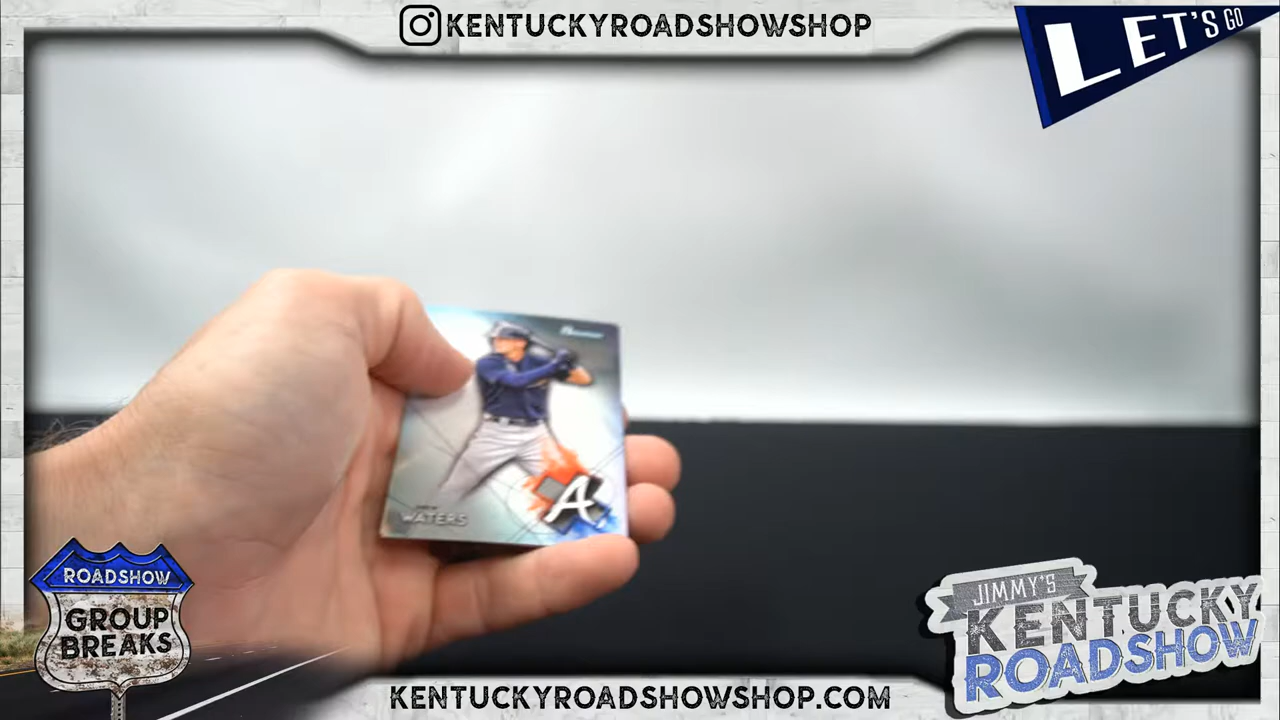 KENTUCKYROADSHOWSHOP
LET'S GO
WATERS
A
ROADSHOW
GROUP
BREAKS
JIMMY'S
KENTUCKY
ROADSHOW
KENTUCKYROADSHOWSHOP.COM